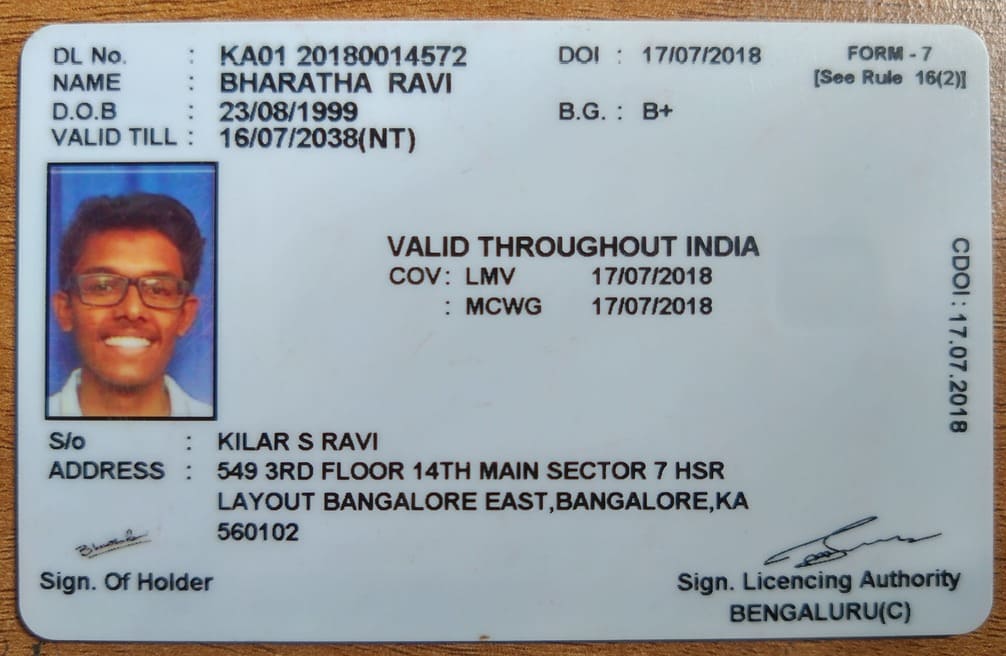 DL No. : KA01 20180014572 DOI : 17/07/2018 FORM - 7
NAME : BHARATHA RAVI [See Rule 16(2)]
D.O.B : 23/08/1999 B.G. : B+
VALID TILL : 16/07/2038(NT)
VALID THROUGHOUT INDIA
COV : LMV 17/07/2018
: MCWG 17/07/2018
CDOI : 17.07.2018
S/o : KILAR S RAVI
ADDRESS : 549 3RD FLOOR 14TH MAIN SECTOR 7 HSR
LAYOUT BANGALORE EAST,BANGALORE,KA
560102
Sign. Of Holder
Sign. Licencing Authority
BENGALURU(C)